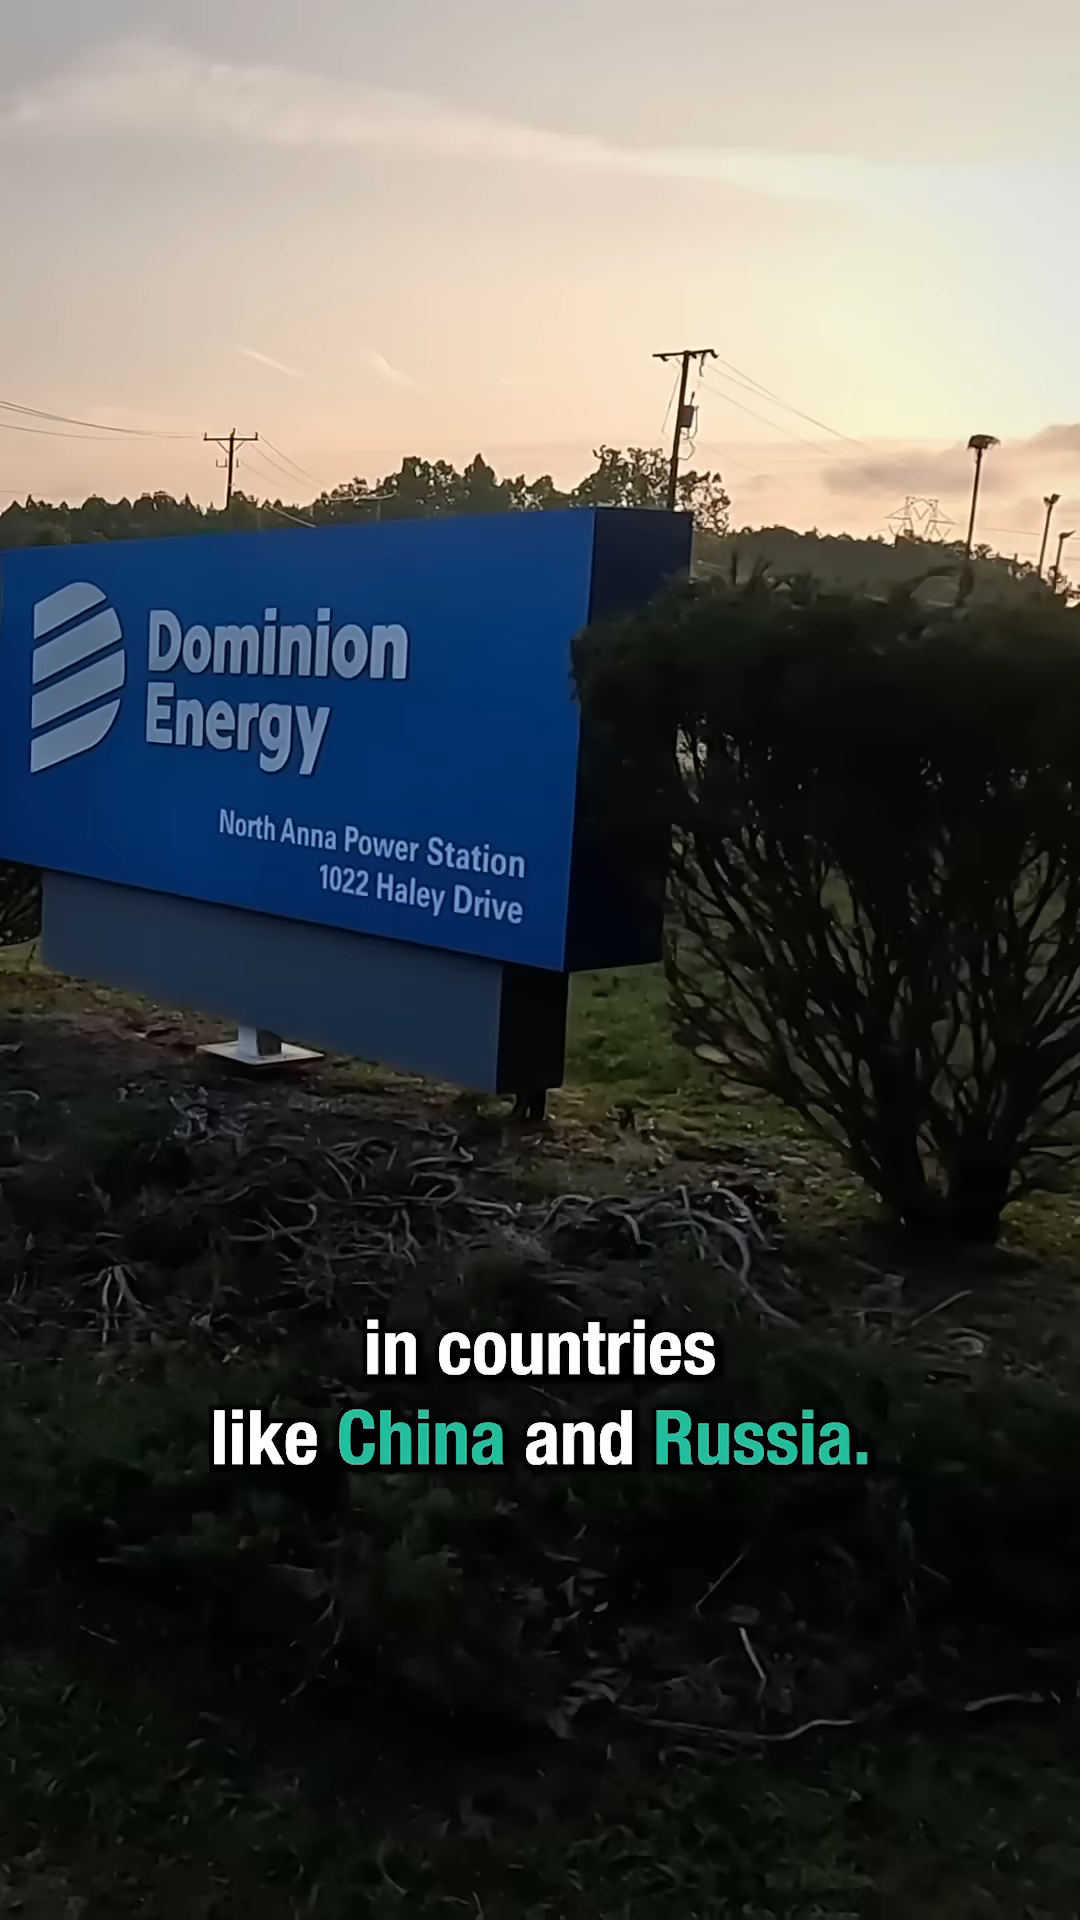 Dominion
Energy
North Anna Power Station
1022 Haley Drive
in countries
like China and Russia.